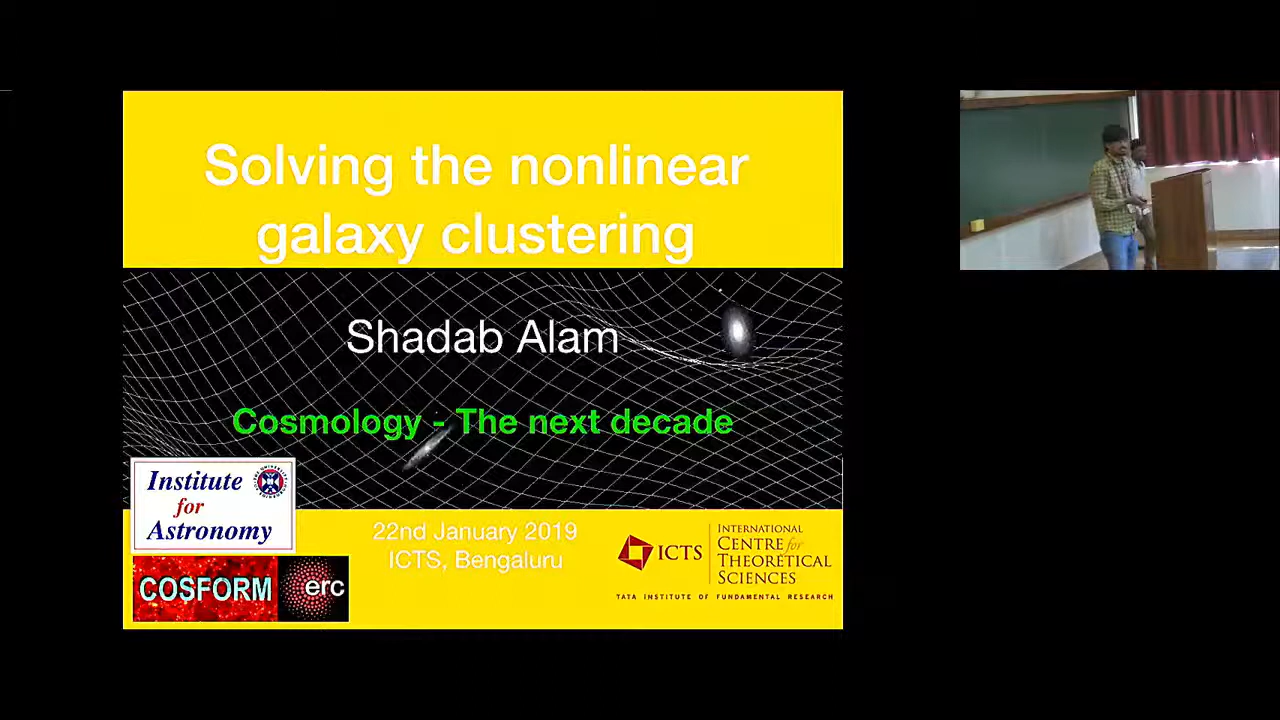 Solving the nonlinear
galaxy clustering
Shadab Alam
Cosmology - The next decade
Institute
for
Astronomy
22nd January 2019
ICTS, Bengaluru
COSFORM
erc
ICTS
INTERNATIONAL
CENTRE for
THEORETICAL
SCIENCES
TATA INSTITUTE OF FUNDAMENTAL RESEARCH